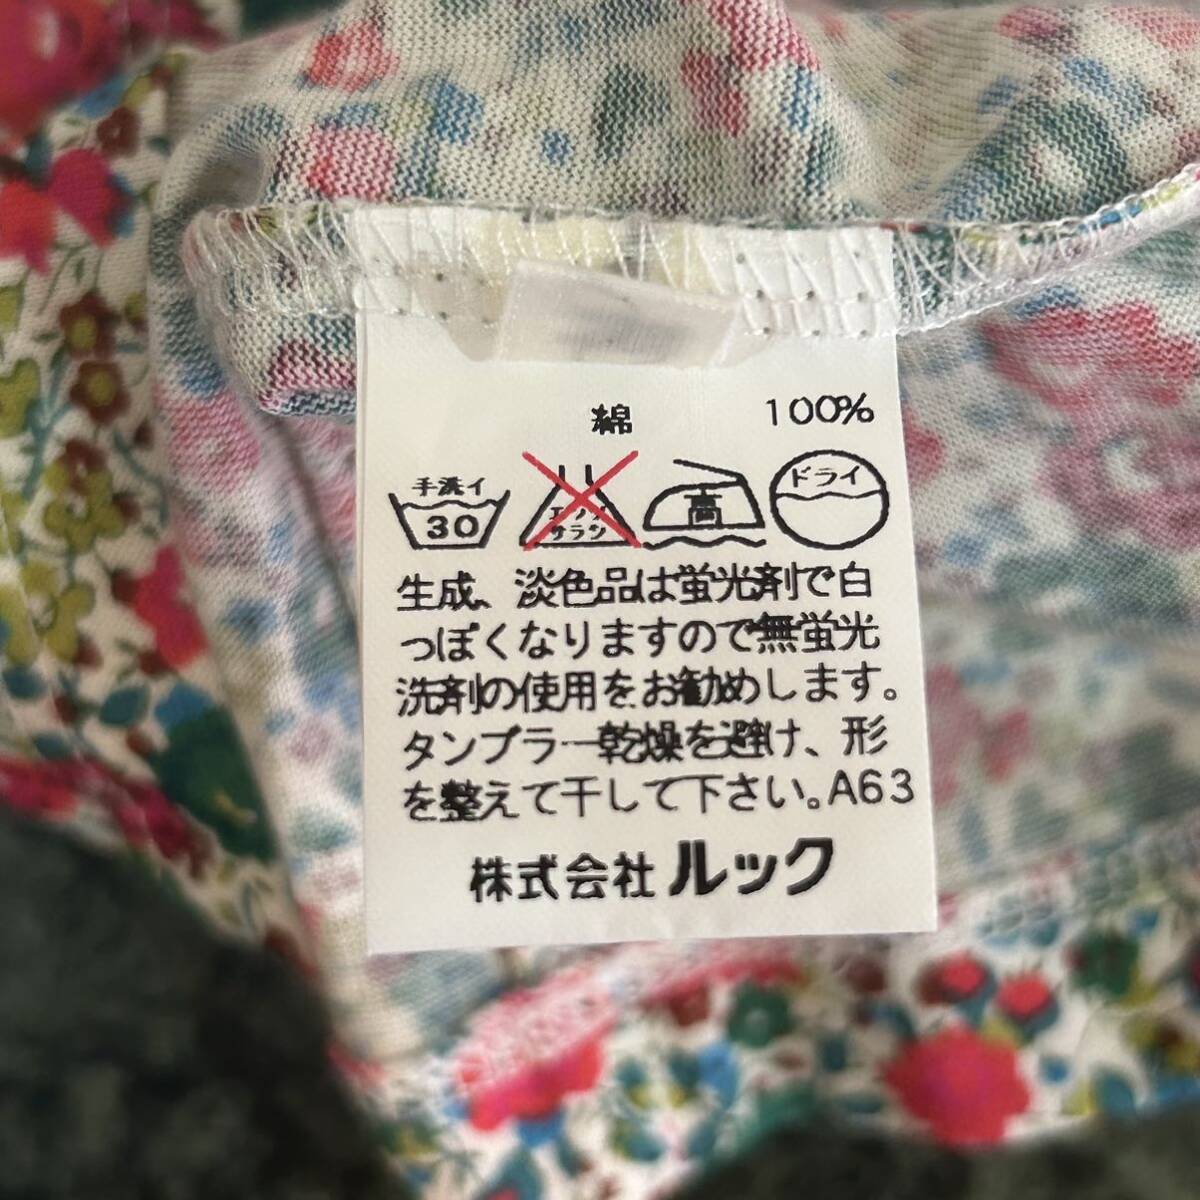 綿 100%
手洗イ 30 エンソ サラシ 高 ドライ
生成、淡色品は蛍光剤で白
っぽくなりますので無蛍光
洗剤の使用をお勧めします。
タンブラー乾燥を避け、形
を整えて干して下さい。A63
株式会社 ルック